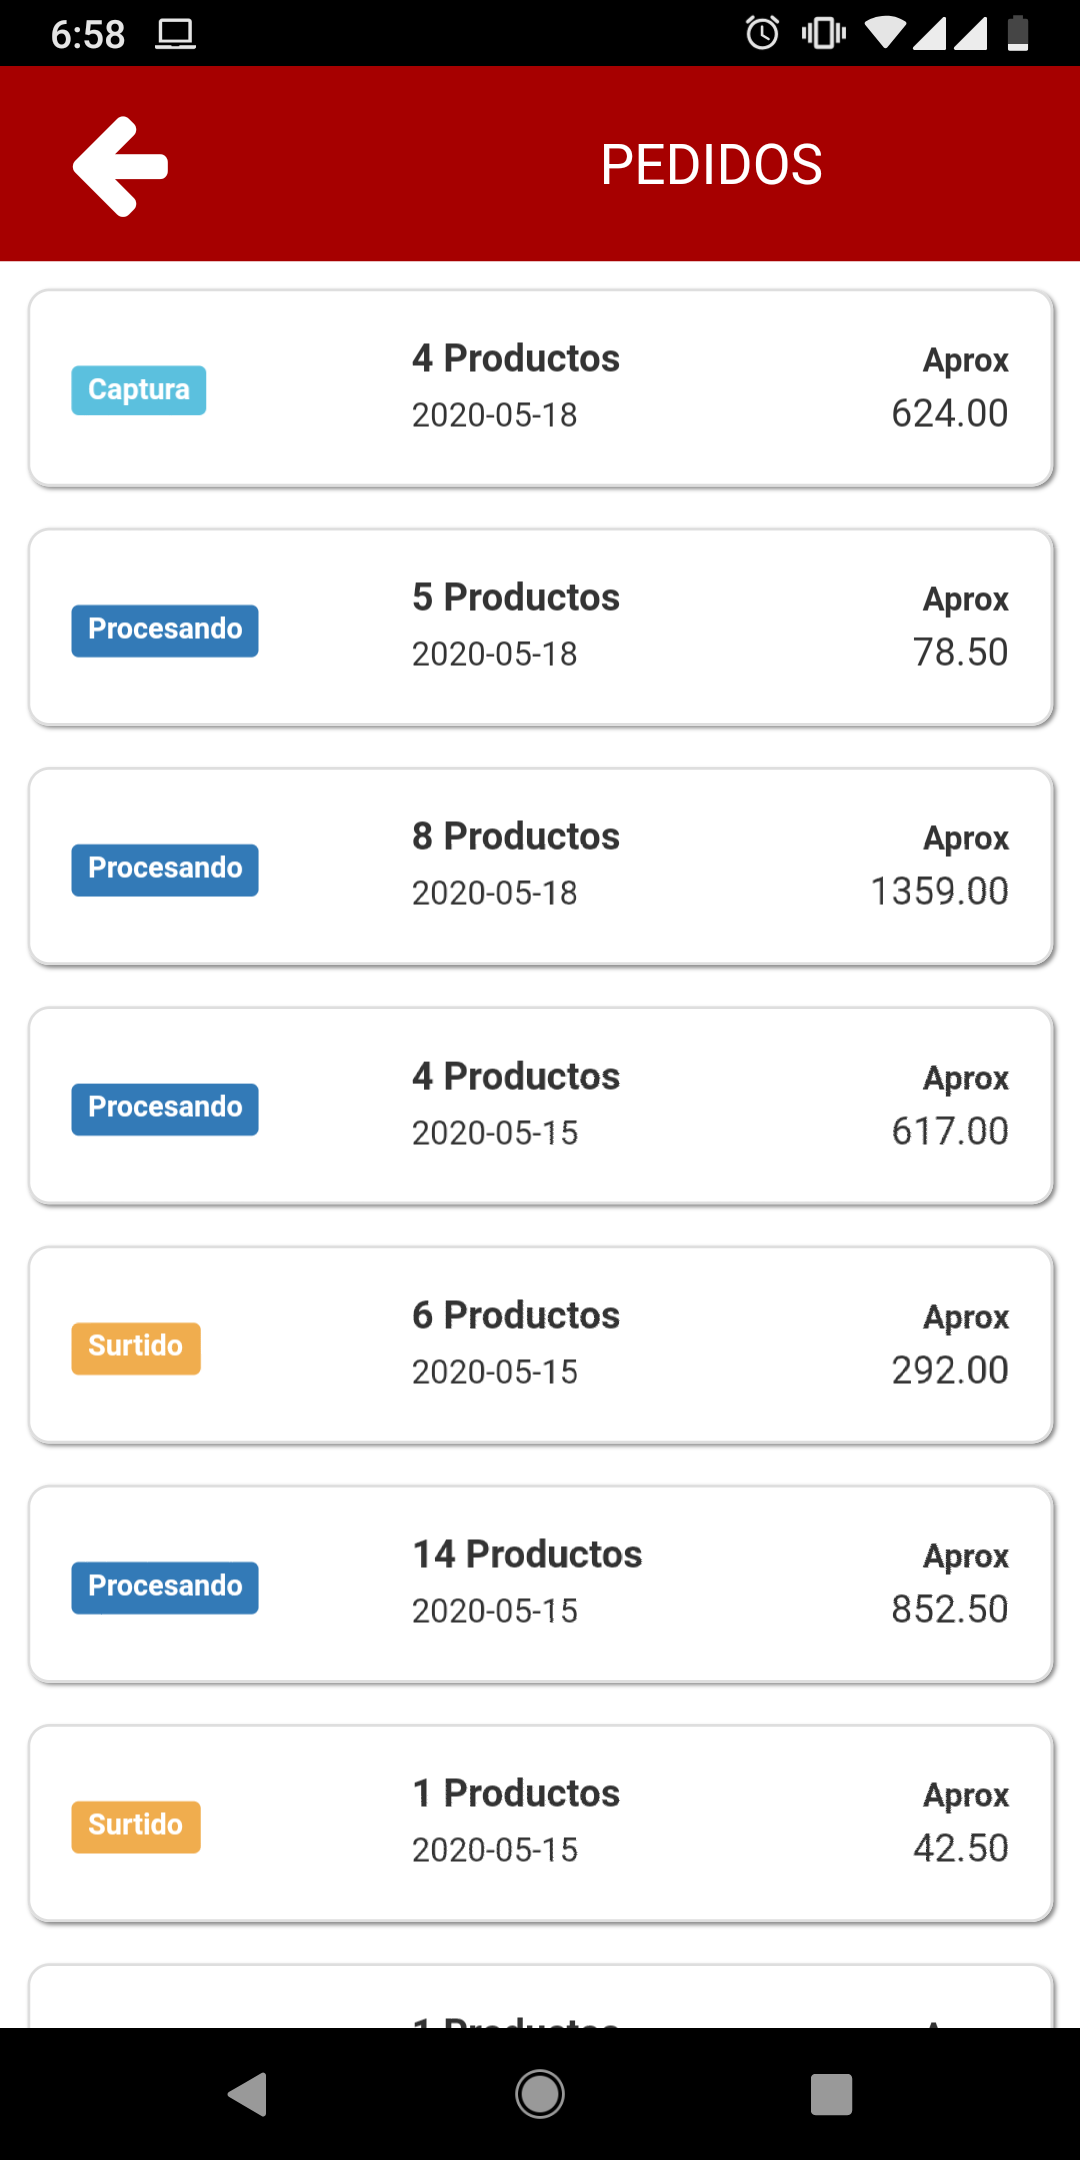 6:58
PEDIDOS
4 Productos
Aprox
Captura
2020-05-18
624.00
5 Productos
Aprox
Procesando
2020-05-18
78.50
8 Productos
Aprox
Procesando
2020-05-18
1359.00
4 Productos
Aprox
Procesando
2020-05-15
617.00
6 Productos
Aprox
Surtido
2020-05-15
292.00
14 Productos
Aprox
Procesando
2020-05-15
852.50
1 Productos
Aprox
Surtido
2020-05-15
42.50
1 Productos